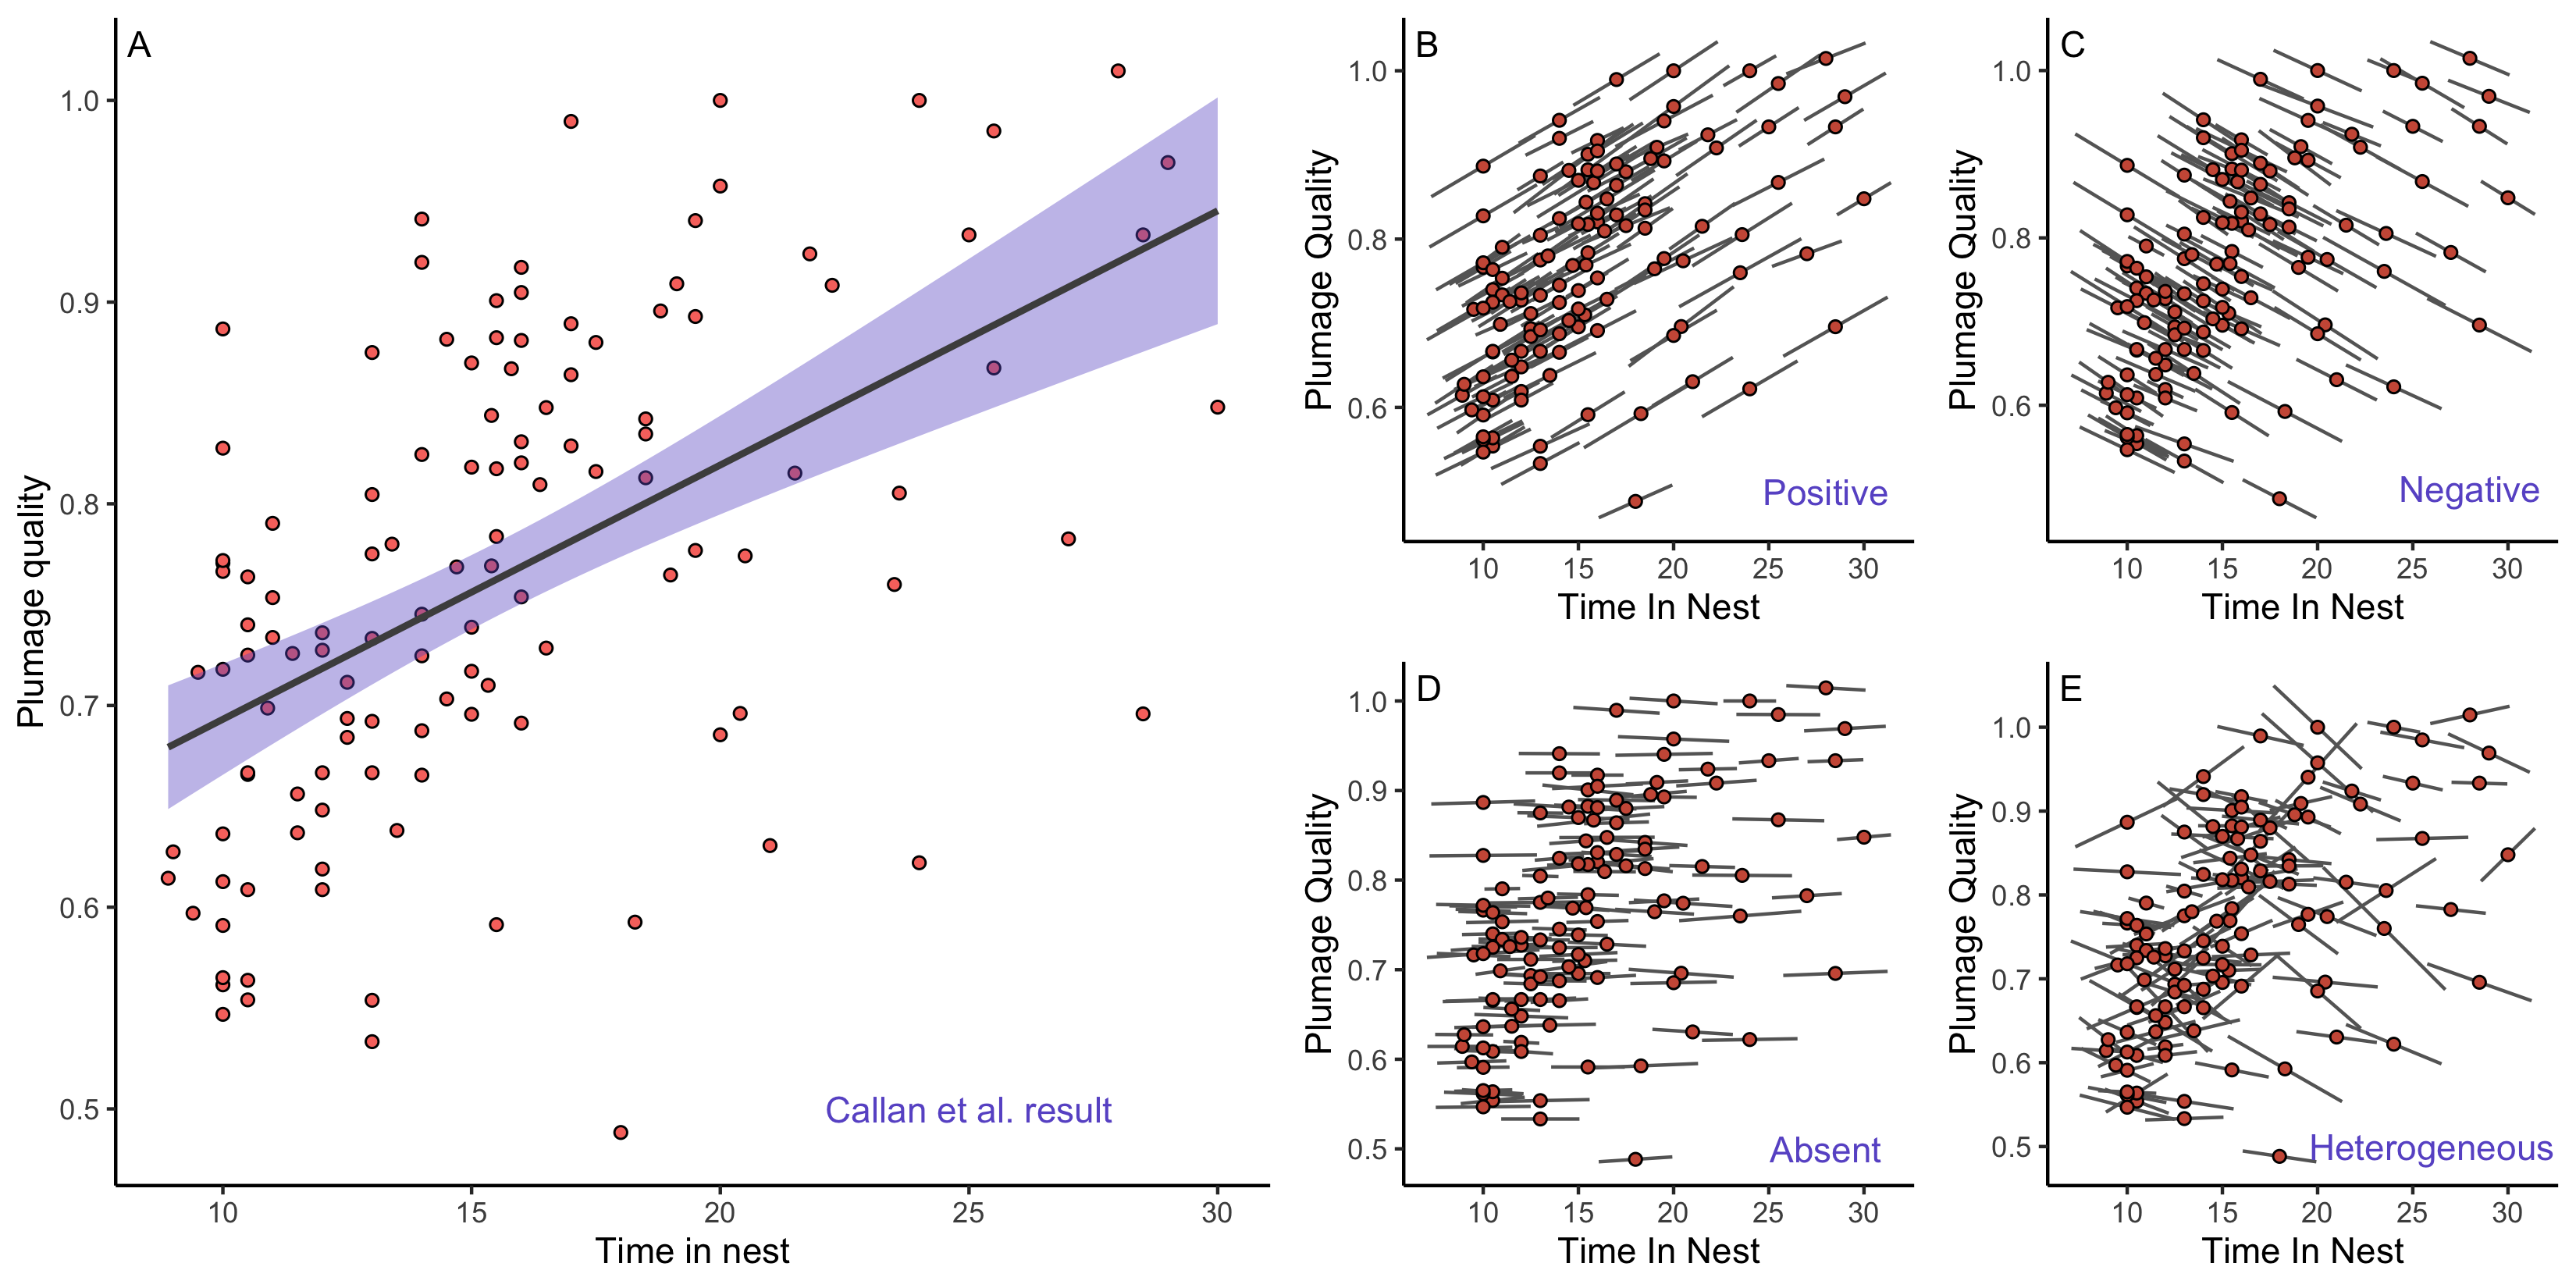 A
Plumage quality
1.0
0.9
0.8
0.7
0.6
0.5
Callan et al. result
10 15 20 25 30
Time in nest
B
Plumage Quality
1.0
0.8
0.6
Positive
10 15 20 25 30
Time In Nest
C
Plumage Quality
1.0
0.8
0.6
Negative
10 15 20 25 30
Time In Nest
D
Plumage Quality
1.0
0.9
0.8
0.7
0.6
0.5
Absent
10 15 20 25 30
Time In Nest
E
Plumage Quality
1.0
0.9
0.8
0.7
0.6
0.5
Heterogeneous
10 15 20 25 30
Time In Nest